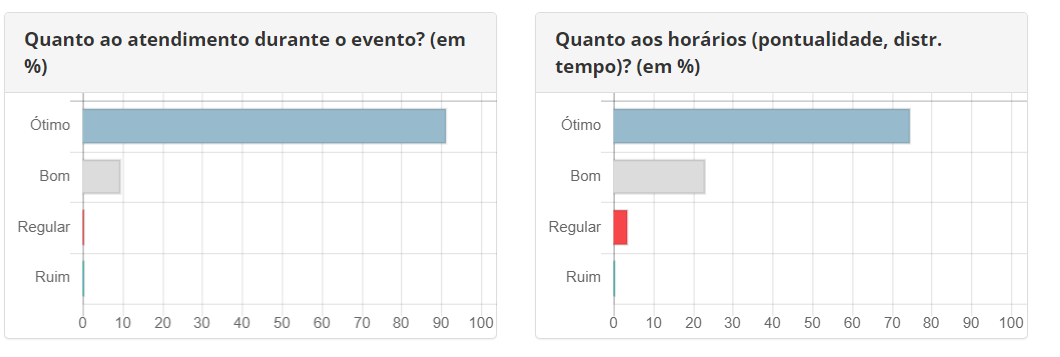 Quanto ao atendimento durante o evento? (em
%)
Ótimo
Bom
Regular
Ruim
0 10 20 30 40 50 60 70 80 90 100
Quanto aos horários (pontualidade, distr.
tempo)? (em %)
Ótimo
Bom
Regular
Ruim
0 10 20 30 40 50 60 70 80 90 100